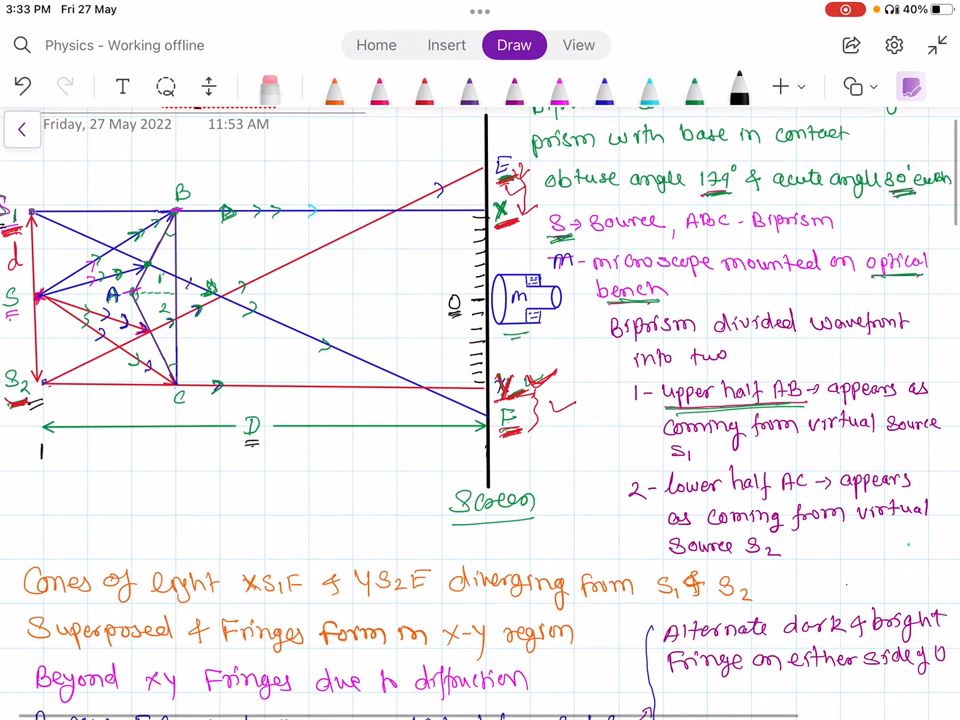 3:33 PM Fri 27 May
40%
Physics - Working offline
Home Insert Draw View
Friday, 27 May 2022 11:53 AM
prism with base in contact
obtuse angle 179° & acute angle 30' each
S → Source, ABC - Biprism
m - microscope mounted on optical
bench
Biprism divided wavefront
into two
1- upper half AB → appears as
coming from virtual source
S1
2- lower half AC → appears
as coming from virtual
Source S2
S1
d
S
S2
A
B
C
1
2
D
O
E
X
m
Y
F
Screen
Cones of light XS1F & YS2E diverging from S1 & S2
Superposed & Fringes form in X-Y region
Beyond XY Fringes due to diffraction
Alternate dark & bright
Fringe on either side of O